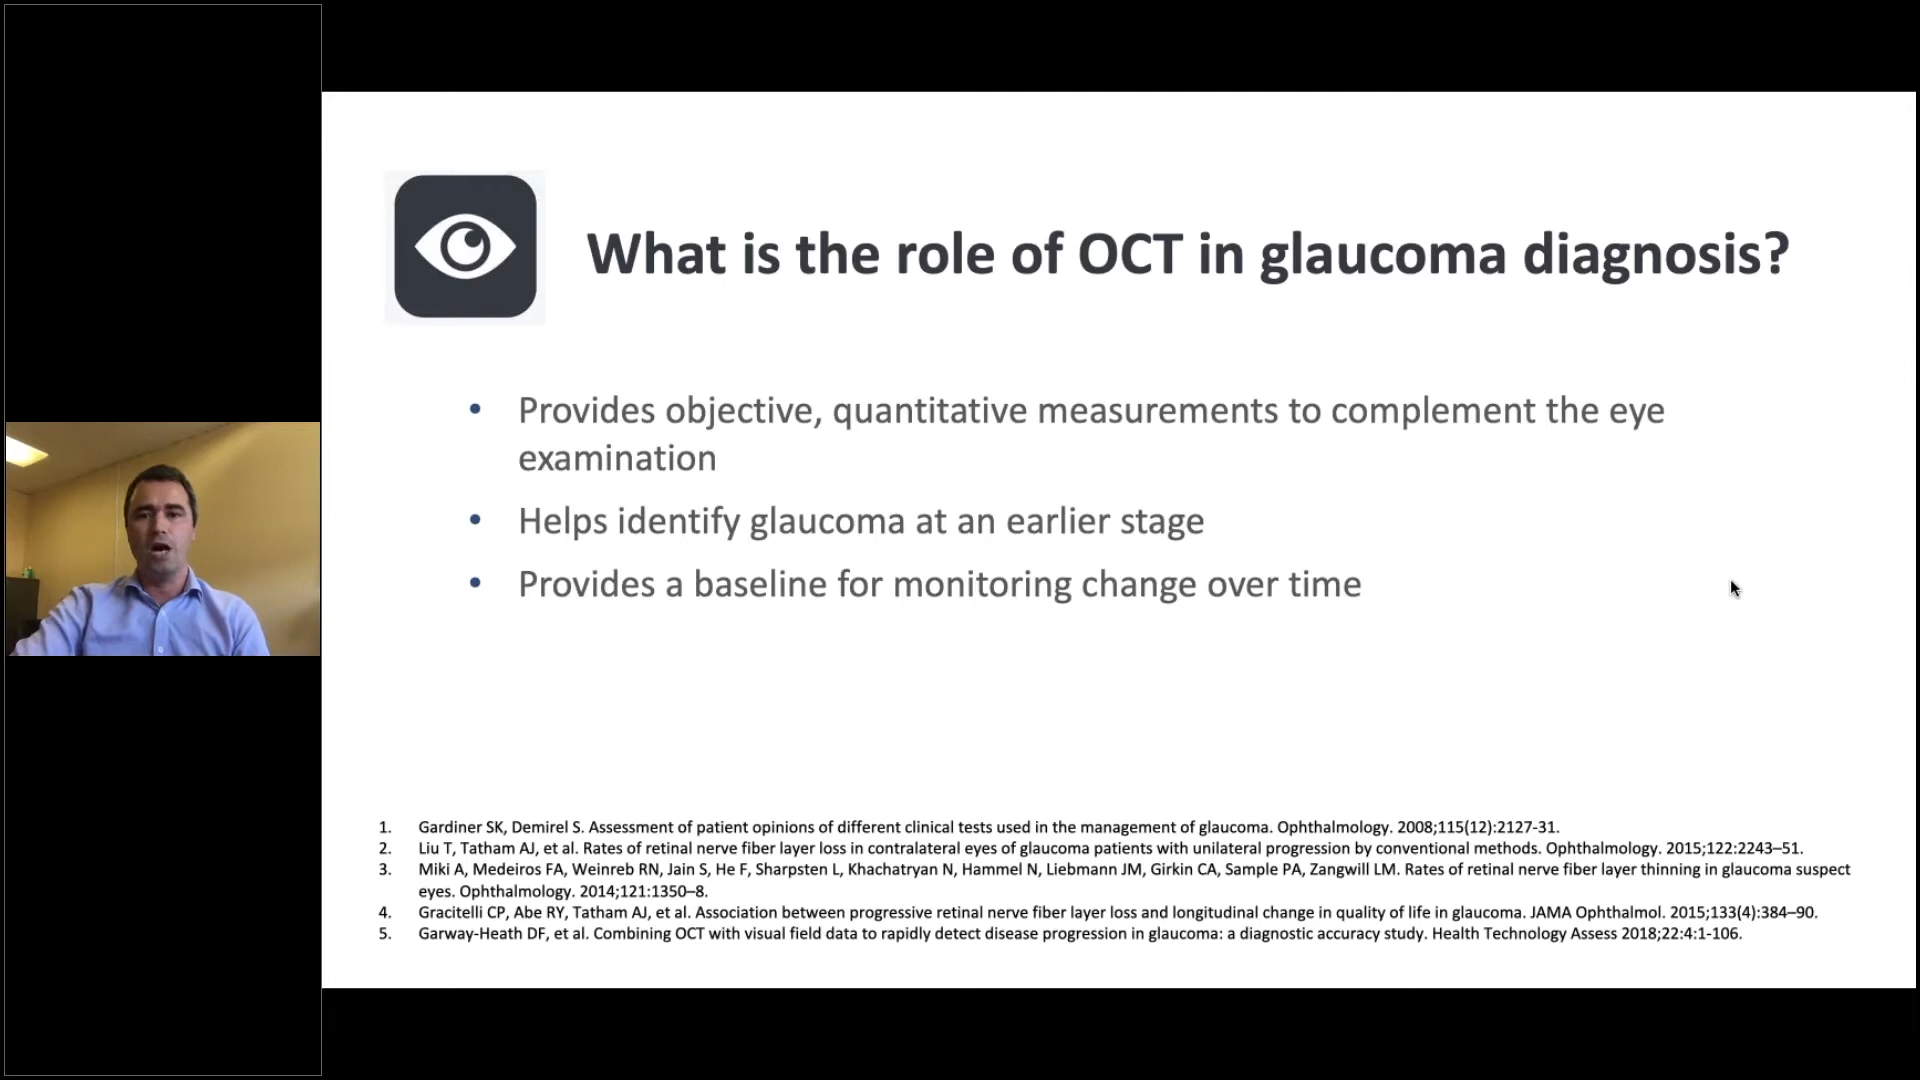 What is the role of OCT in glaucoma diagnosis?
• Provides objective, quantitative measurements to complement the eye
examination
• Helps identify glaucoma at an earlier stage
• Provides a baseline for monitoring change over time
1. Gardiner SK, Demirel S. Assessment of patient opinions of different clinical tests used in the management of glaucoma. Ophthalmology. 2008;115(12):2127-31.
2. Liu T, Tatham AJ, et al. Rates of retinal nerve fiber layer loss in contralateral eyes of glaucoma patients with unilateral progression by conventional methods. Ophthalmology. 2015;122:2243–51.
3. Miki A, Medeiros FA, Weinreb RN, Jain S, He F, Sharpsten L, Khachatryan N, Hammel N, Liebmann JM, Girkin CA, Sample PA, Zangwill LM. Rates of retinal nerve fiber layer thinning in glaucoma suspect
eyes. Ophthalmology. 2014;121:1350–8.
4. Gracitelli CP, Abe RY, Tatham AJ, et al. Association between progressive retinal nerve fiber layer loss and longitudinal change in quality of life in glaucoma. JAMA Ophthalmol. 2015;133(4):384–90.
5. Garway-Heath DF, et al. Combining OCT with visual field data to rapidly detect disease progression in glaucoma: a diagnostic accuracy study. Health Technology Assess 2018;22:4:1-106.